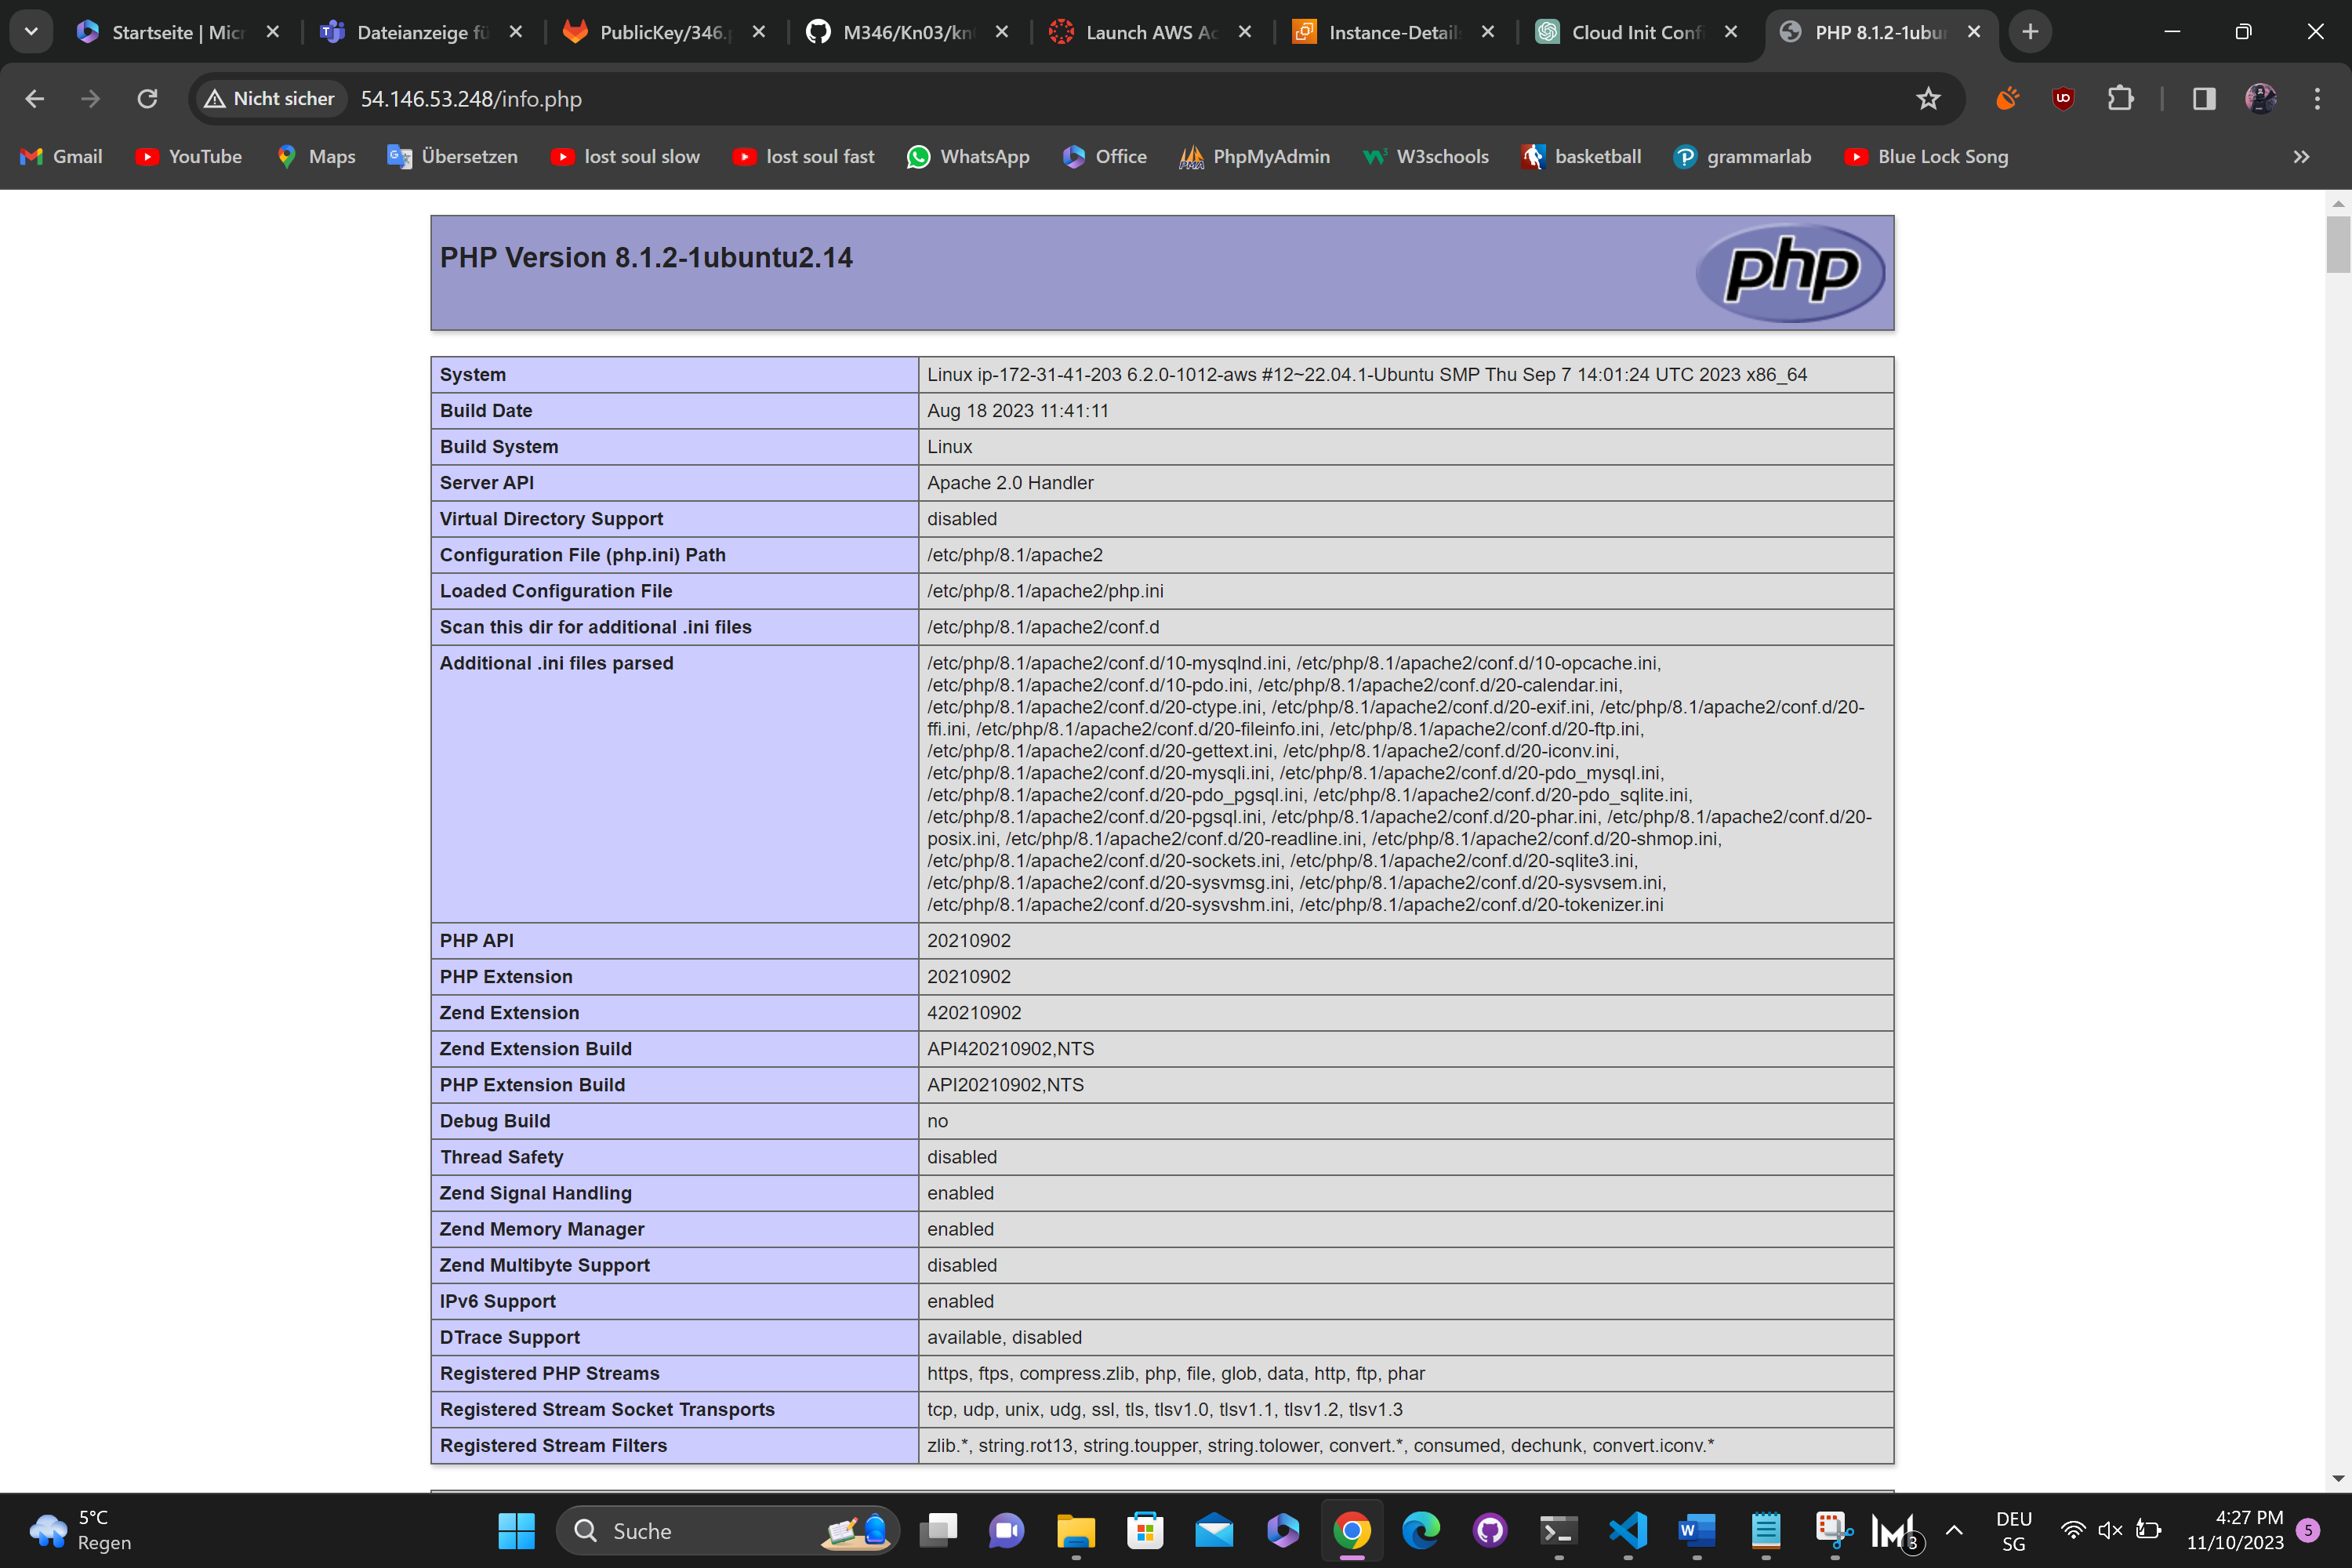 Startseite | Micr
Dateianzeige fü
PublicKey/346.p
M346/Kn03/kn
Launch AWS Ac
Instance-Details
Cloud Init Confi
PHP 8.1.2-1ubun
Nicht sicher
54.146.53.248/info.php
Gmail
YouTube
Maps
Übersetzen
lost soul slow
lost soul fast
WhatsApp
Office
PhpMyAdmin
W3schools
basketball
grammarlab
Blue Lock Song
PHP Version 8.1.2-1ubuntu2.14
php
System Linux ip-172-31-41-203 6.2.0-1012-aws #12~22.04.1-Ubuntu SMP Thu Sep 7 14:01:24 UTC 2023 x86_64
Build Date Aug 18 2023 11:41:11
Build System Linux
Server API Apache 2.0 Handler
Virtual Directory Support disabled
Configuration File (php.ini) Path /etc/php/8.1/apache2
Loaded Configuration File /etc/php/8.1/apache2/php.ini
Scan this dir for additional .ini files /etc/php/8.1/apache2/conf.d
Additional .ini files parsed /etc/php/8.1/apache2/conf.d/10-mysqlnd.ini, /etc/php/8.1/apache2/conf.d/10-opcache.ini,
/etc/php/8.1/apache2/conf.d/10-pdo.ini, /etc/php/8.1/apache2/conf.d/20-calendar.ini,
/etc/php/8.1/apache2/conf.d/20-ctype.ini, /etc/php/8.1/apache2/conf.d/20-exif.ini, /etc/php/8.1/apache2/conf.d/20-
ffi.ini, /etc/php/8.1/apache2/conf.d/20-fileinfo.ini, /etc/php/8.1/apache2/conf.d/20-ftp.ini,
/etc/php/8.1/apache2/conf.d/20-gettext.ini, /etc/php/8.1/apache2/conf.d/20-iconv.ini,
/etc/php/8.1/apache2/conf.d/20-mysqli.ini, /etc/php/8.1/apache2/conf.d/20-pdo_mysql.ini,
/etc/php/8.1/apache2/conf.d/20-pdo_pgsql.ini, /etc/php/8.1/apache2/conf.d/20-pdo_sqlite.ini,
/etc/php/8.1/apache2/conf.d/20-pgsql.ini, /etc/php/8.1/apache2/conf.d/20-phar.ini, /etc/php/8.1/apache2/conf.d/20-
posix.ini, /etc/php/8.1/apache2/conf.d/20-readline.ini, /etc/php/8.1/apache2/conf.d/20-shmop.ini,
/etc/php/8.1/apache2/conf.d/20-sockets.ini, /etc/php/8.1/apache2/conf.d/20-sqlite3.ini,
/etc/php/8.1/apache2/conf.d/20-sysvmsg.ini, /etc/php/8.1/apache2/conf.d/20-sysvsem.ini,
/etc/php/8.1/apache2/conf.d/20-sysvshm.ini, /etc/php/8.1/apache2/conf.d/20-tokenizer.ini
PHP API 20210902
PHP Extension 20210902
Zend Extension 420210902
Zend Extension Build API420210902,NTS
PHP Extension Build API20210902,NTS
Debug Build no
Thread Safety disabled
Zend Signal Handling enabled
Zend Memory Manager enabled
Zend Multibyte Support disabled
IPv6 Support enabled
DTrace Support available, disabled
Registered PHP Streams https, ftps, compress.zlib, php, file, glob, data, http, ftp, phar
Registered Stream Socket Transports tcp, udp, unix, udg, ssl, tls, tlsv1.0, tlsv1.1, tlsv1.2, tlsv1.3
Registered Stream Filters zlib.*, string.rot13, string.toupper, string.tolower, convert.*, consumed, dechunk, convert.iconv.*
5°C
Regen
Suche
3
DEU
SG
4:27 PM
11/10/2023
5